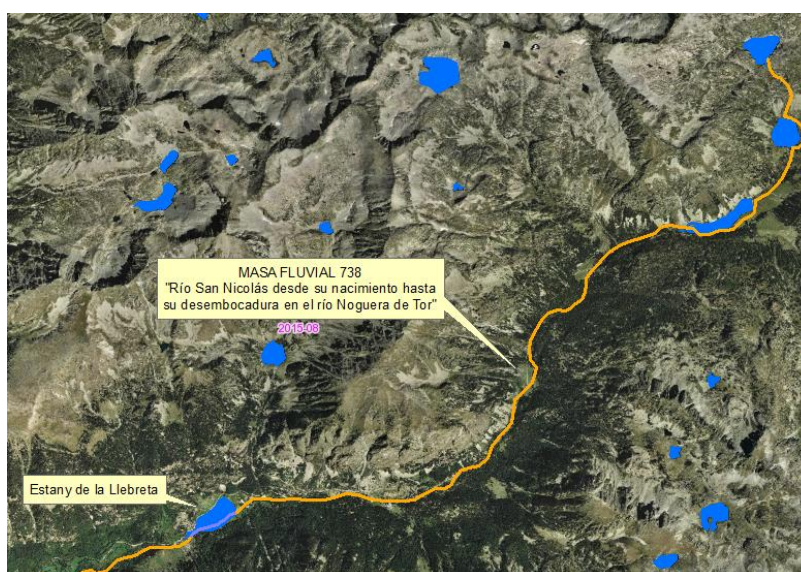 MASA FLUVIAL 738
"Río San Nicolás desde su nacimiento hasta
su desembocadura en el río Noguera de Tor"
2015-08
Estany de la Llebreta